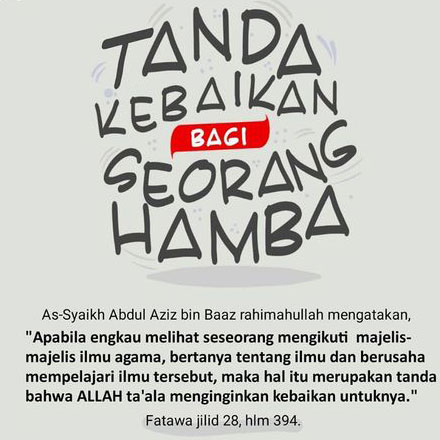 TANDA
KEBAIKAN
BAGI
SEORANG
HAMBA
As-Syaikh Abdul Aziz bin Baaz rahimahullah mengatakan,
"Apabila engkau melihat seseorang mengikuti majelis-
majelis ilmu agama, bertanya tentang ilmu dan berusaha
mempelajari ilmu tersebut, maka hal itu merupakan tanda
bahwa ALLAH ta'ala menginginkan kebaikan untuknya."
Fatawa jilid 28, hlm 394.